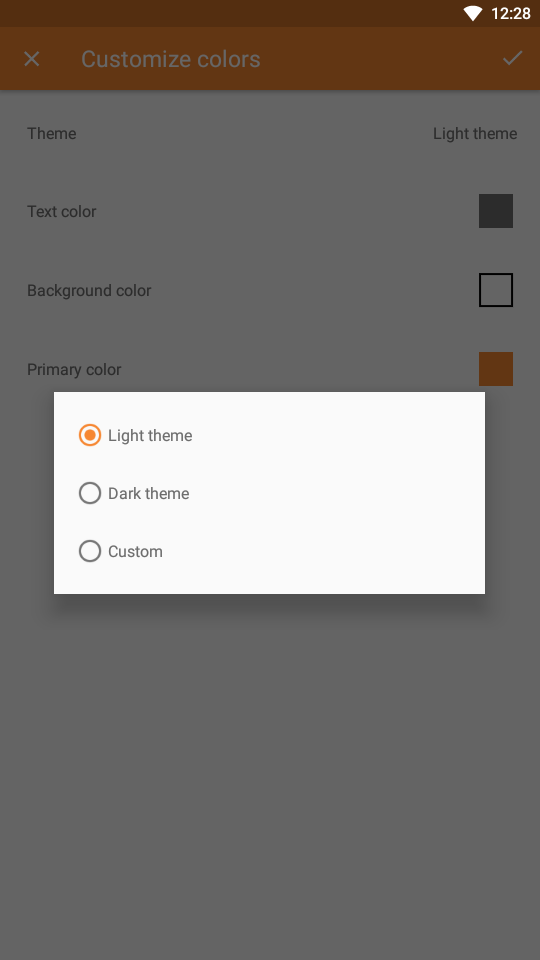 12:28
Customize colors
Theme
Light theme
Text color
Background color
Primary color
Light theme
Dark theme
Custom